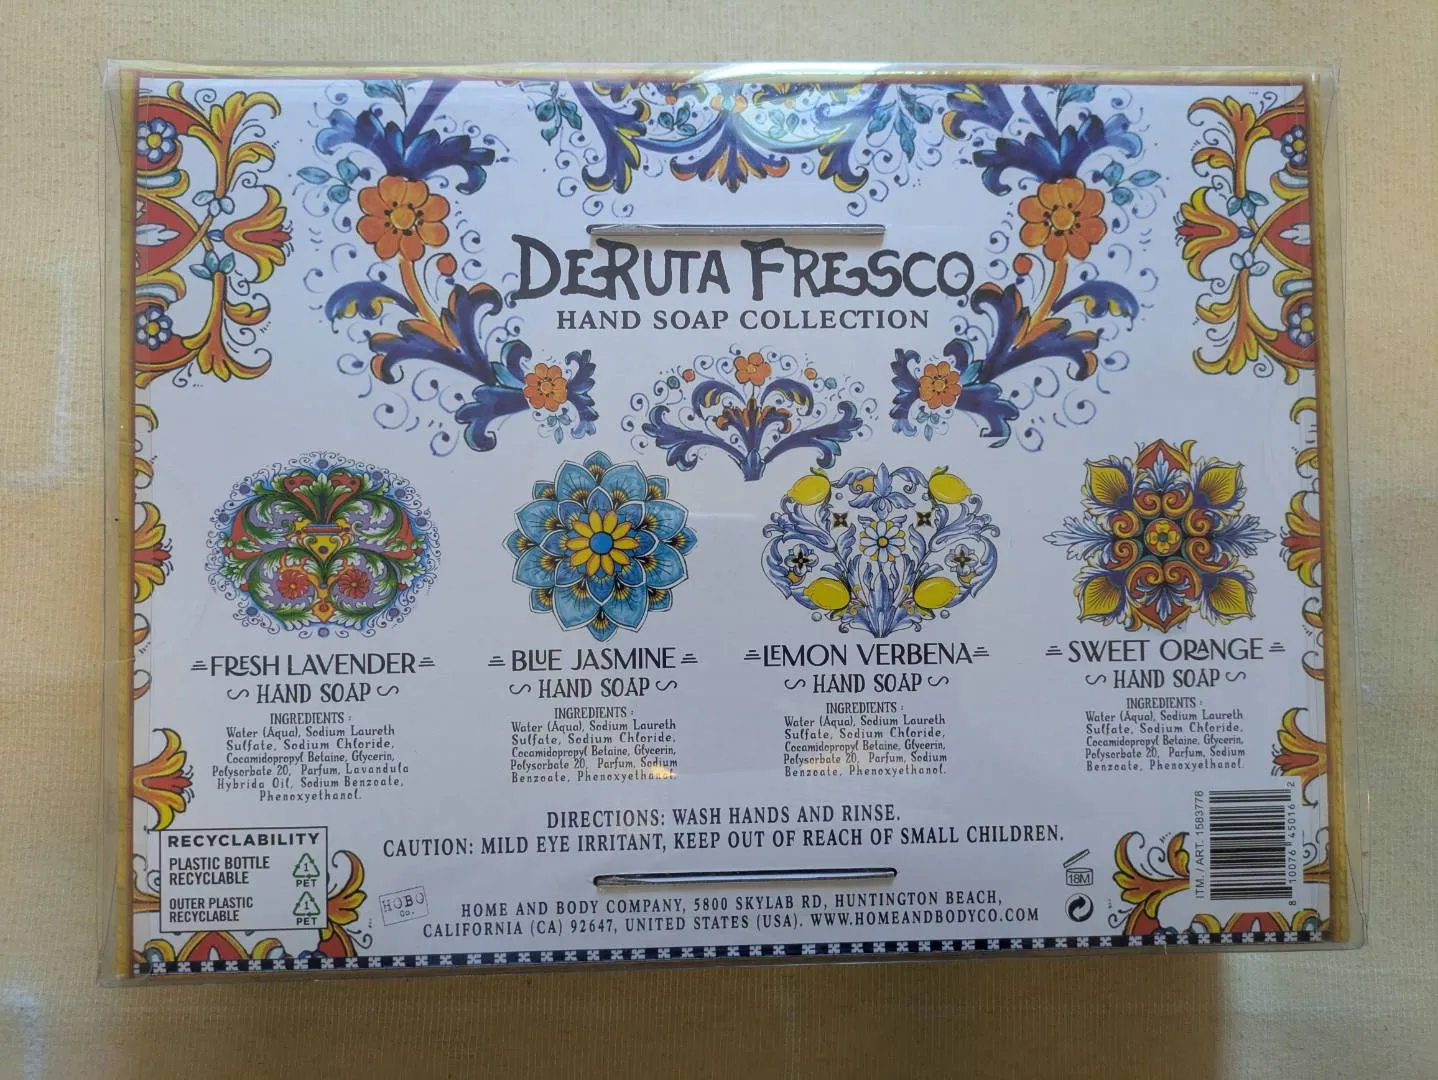 DERUTA FRESCO
HAND SOAP COLLECTION
FRESH LAVENDER
HAND SOAP
INGREDIENTS :
Water (Aqua), Sodium Laureth
Sulfate, Sodium Chloride,
Cocamidopropyl Betaine, Glycerin,
Polysorbate 20, Parfum, Lavandula
Hybrida Oil, Sodium Benzoate,
Phenoxyethanol.
BLUE JASMINE
HAND SOAP
INGREDIENTS :
Water (Aqua), Sodium Laureth
Sulfate, Sodium Chloride,
Cocamidopropyl Betaine, Glycerin,
Polysorbate 20, Parfum, Sodium
Benzoate, Phenoxyethanol.
LEMON VERBENA
HAND SOAP
INGREDIENTS :
Water (Aqua), Sodium Laureth
Sulfate, Sodium Chloride,
Cocamidopropyl Betaine, Glycerin,
Polysorbate 20, Parfum, Sodium
Benzoate, Phenoxyethanol.
SWEET ORANGE
HAND SOAP
INGREDIENTS :
Water (Aqua), Sodium Laureth
Sulfate, Sodium Chloride,
Cocamidopropyl Betaine, Glycerin,
Polysorbate 20, Parfum, Sodium
Benzoate, Phenoxyethanol.
DIRECTIONS: WASH HANDS AND RINSE.
CAUTION: MILD EYE IRRITANT, KEEP OUT OF REACH OF SMALL CHILDREN.
RECYCLABILITY
PLASTIC BOTTLE
RECYCLABLE
1
PET
OUTER PLASTIC
RECYCLABLE
1
PET
HOBO
Co.
HOME AND BODY COMPANY, 5800 SKYLAB RD, HUNTINGTON BEACH,
CALIFORNIA (CA) 92647, UNITED STATES (USA). WWW.HOMEANDBODYCO.COM
18M
ITM. / ART. 1583778
8 10076 45016 2